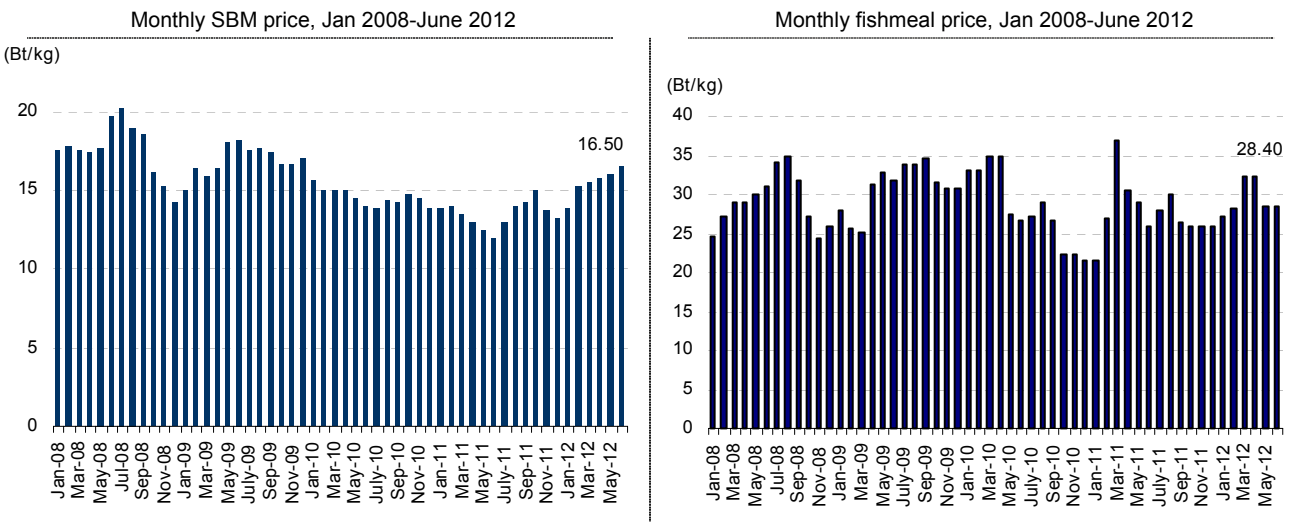 Monthly SBM price, Jan 2008-June 2012
(Bt/kg)
20
15
10
5
0
16.50
Jan-08
Mar-08
May-08
Jul-08
Sep-08
Nov-08
Jan-09
Mar-09
May-09
July-09
Sep-09
Nov-09
Jan-10
Mar-10
May-10
July-10
Sep-10
Nov-10
Jan-11
Mar-11
May-11
July-11
Sep-11
Nov-11
Jan-12
Mar-12
May-12
Monthly fishmeal price, Jan 2008-June 2012
(Bt/kg)
40
35
30
25
20
15
10
5
0
28.40
Jan-08
Mar-08
May-08
Jul-08
Sep-08
Nov-08
Jan-09
Mar-09
May-09
July-09
Sep-09
Nov-09
Jan-10
Mar-10
May-10
July-10
Sep-10
Nov-10
Jan-11
Mar-11
May-11
July-11
Sep-11
Nov-11
Jan-12
Mar-12
May-12